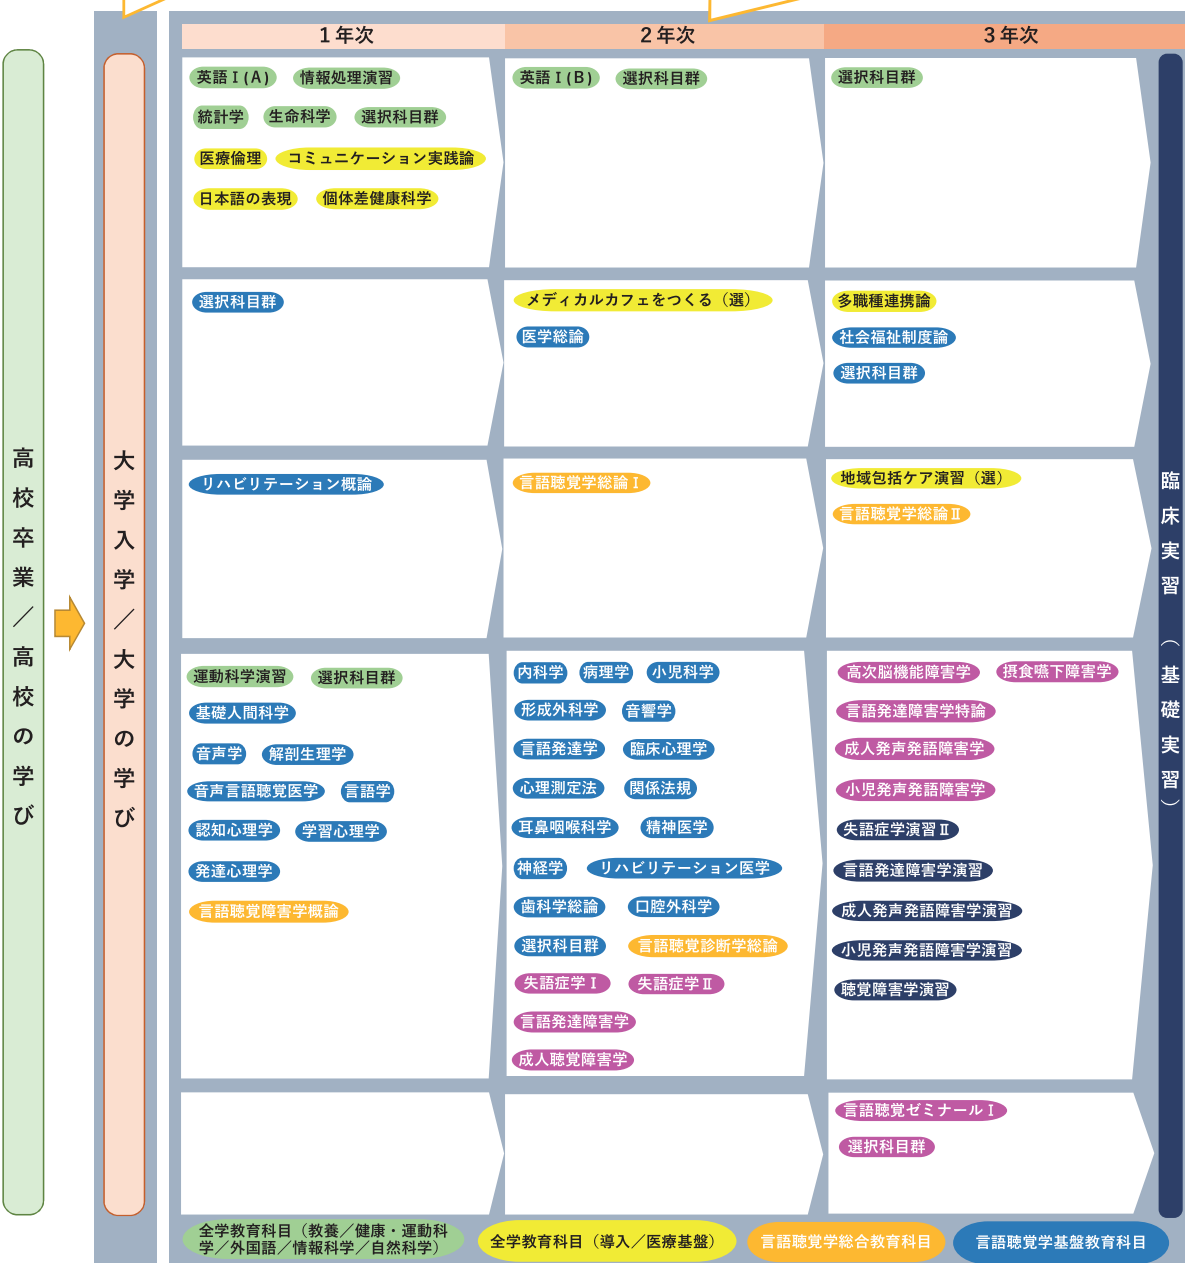 1 年次
2 年次
3 年次
高校卒業／高校の学び
大学入学／大学の学び
英語Ⅰ(A)
情報処理演習
統計学
生命科学
選択科目群
医療倫理
コミュニケーション実践論
日本語の表現
個体差健康科学
英語Ⅰ(B)
選択科目群
選択科目群
選択科目群
メディカルカフェをつくる（選）
医学総論
多職種連携論
社会福祉制度論
選択科目群
リハビリテーション概論
言語聴覚学総論Ⅰ
地域包括ケア演習（選）
言語聴覚学総論Ⅱ
運動科学演習
選択科目群
基礎人間科学
音声学
解剖生理学
音声言語聴覚医学
言語学
認知心理学
学習心理学
発達心理学
言語聴覚障害学概論
内科学
病理学
小児科学
形成外科学
音響学
言語発達学
臨床心理学
心理測定法
関係法規
耳鼻咽喉科学
精神医学
神経学
リハビリテーション医学
歯科学総論
口腔外科学
選択科目群
言語聴覚診断学総論
失語症学Ⅰ
失語症学Ⅱ
言語発達障害学
成人聴覚障害学
高次脳機能障害学
摂食嚥下障害学
言語発達障害学特論
成人発声発語障害学
小児発声発語障害学
失語症学演習Ⅱ
言語発達障害学演習
成人発声発語障害学演習
小児発声発語障害学演習
聴覚障害学演習
言語聴覚ゼミナールⅠ
選択科目群
臨床実習（基礎実習）
全学教育科目（教養／健康・運動科
学／外国語／情報科学／自然科学）
全学教育科目（導入／医療基盤）
言語聴覚学総合教育科目
言語聴覚学基盤教育科目